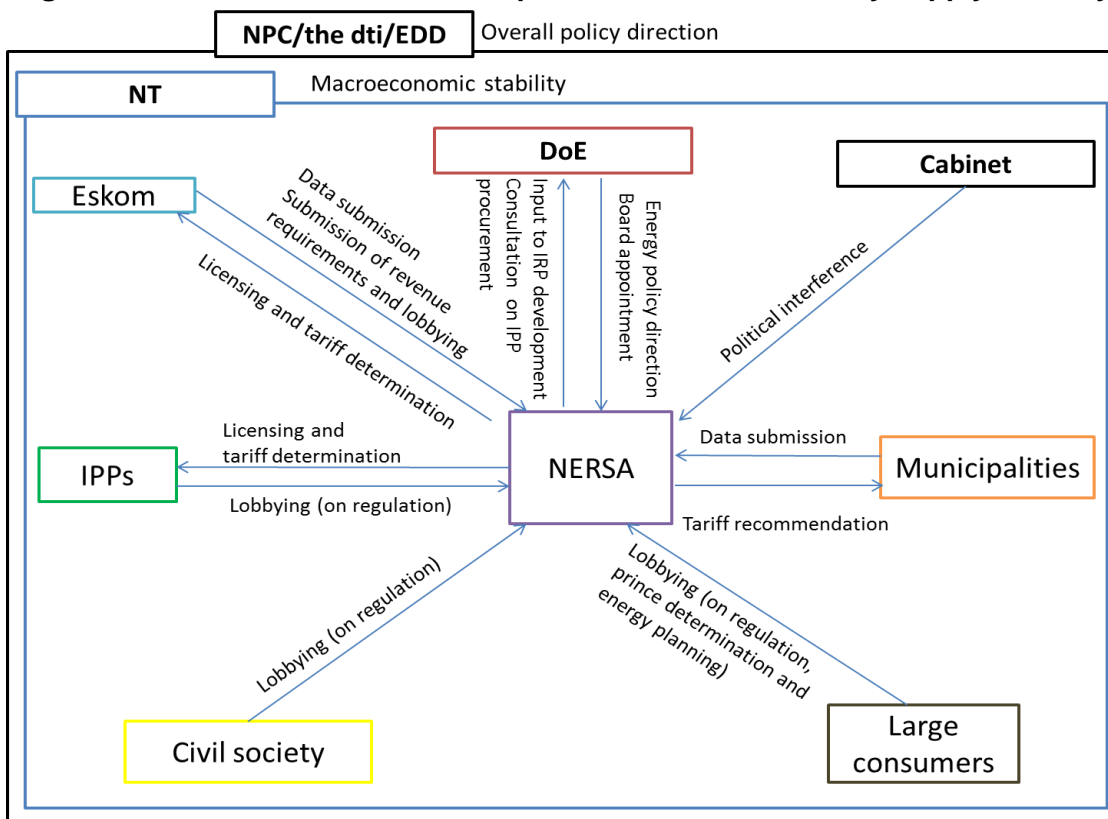 NPC/the dti/EDD
Overall policy direction
NT
Macroeconomic stability
DoE
Cabinet
Eskom
Data submission
Submission of revenue
requirements and lobbying
Licensing and tariff determination
Input to IRP development
Consultation on IPP
procurement
Energy policy direction
Board appointment
Political interference
IPPs
Licensing and
tariff determination
Lobbying (on regulation)
NERSA
Data submission
Municipalities
Tariff recommendation
Lobbying (on regulation)
Lobbying (on regulation,
prince determination and
energy planning)
Civil society
Large
consumers